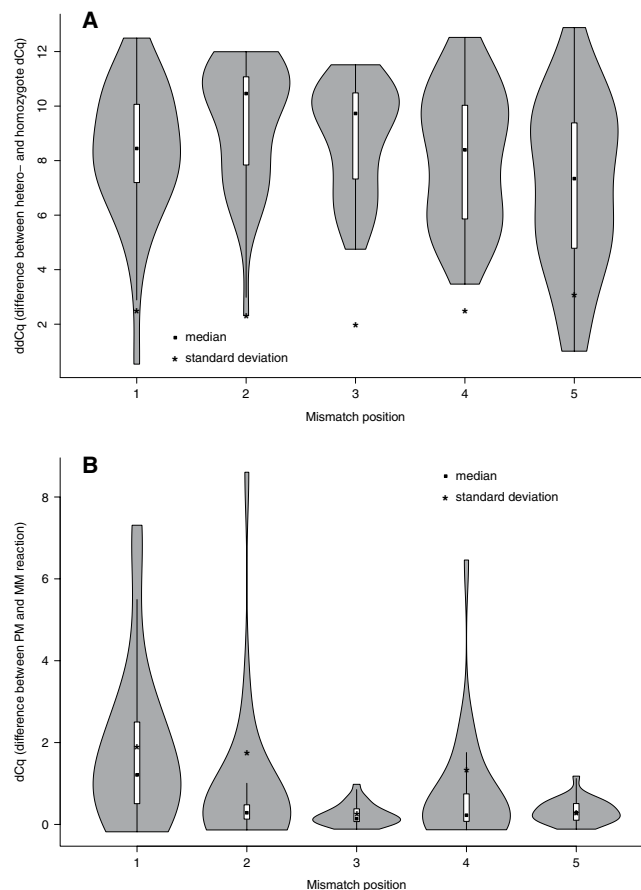 A
ddCq (difference between hetero– and homozygote dCq)
12
10
8
6
4
2
median
standard deviation
1 2 3 4 5
Mismatch position
B
dCq (difference between PM and MM reaction)
8
6
4
2
0
median
standard deviation
1 2 3 4 5
Mismatch position